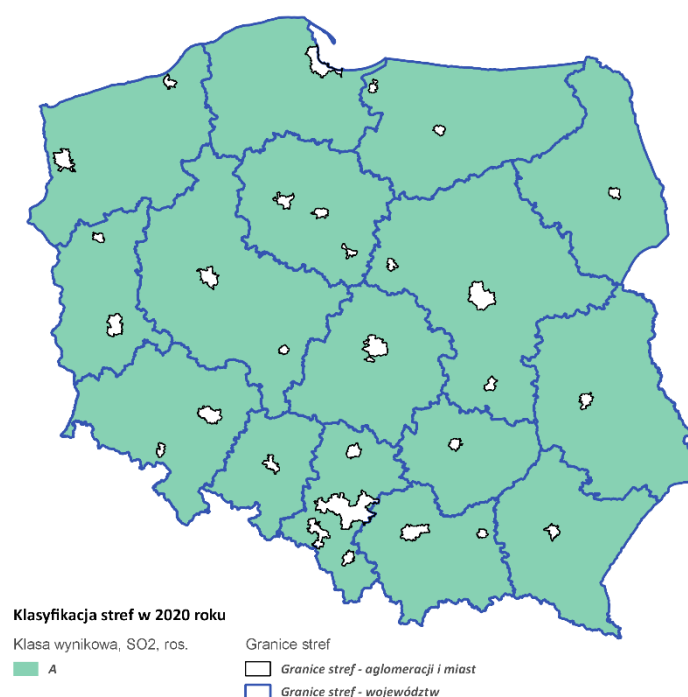 Klasyfikacja stref w 2020 roku
Klasa wynikowa, SO2, ros.
A
Granice stref
Granice stref - aglomeracji i miast
Granice stref - województw